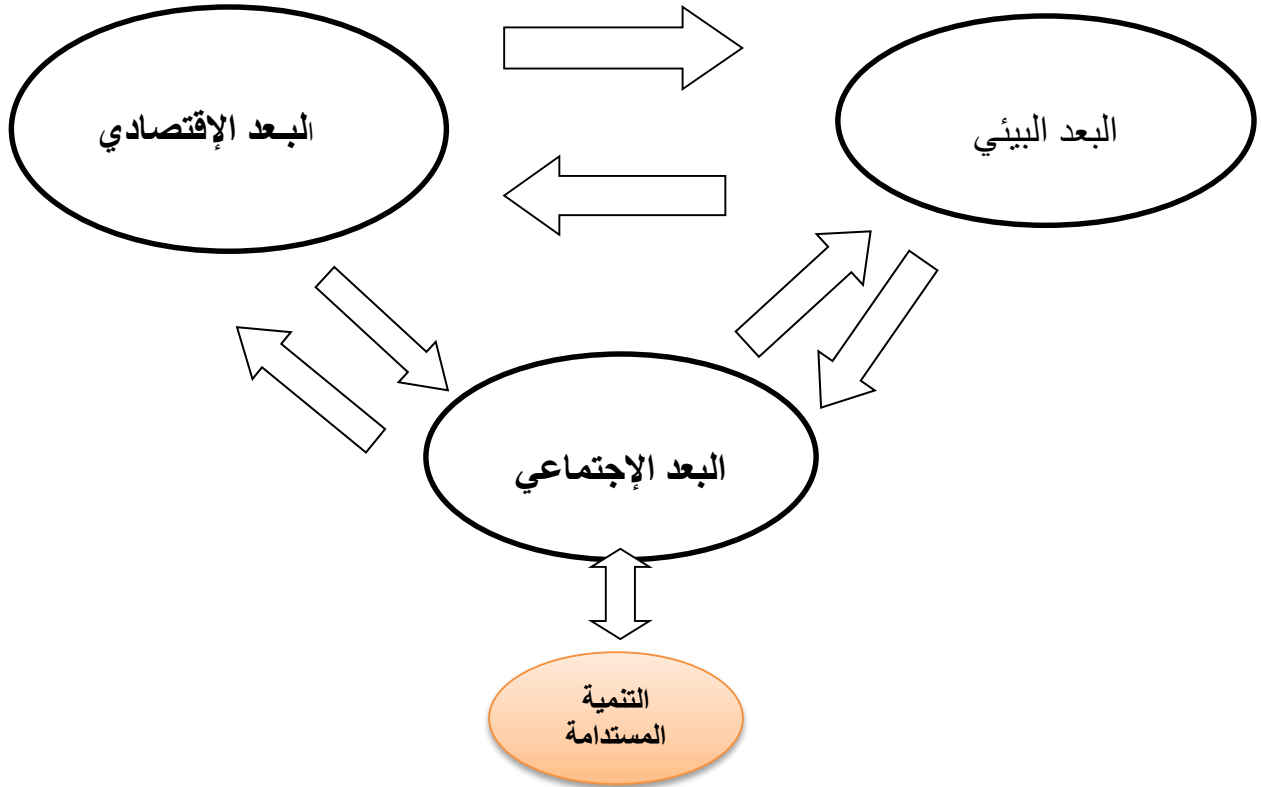 البعد البيئي
البـعد الإقتصادي
البعد الإجتماعي
التنمية
المستدامة